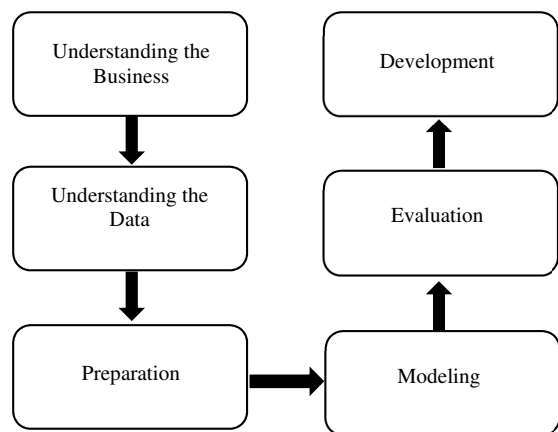 Understanding the
Business
Understanding the
Data
Preparation
Modeling
Evaluation
Development